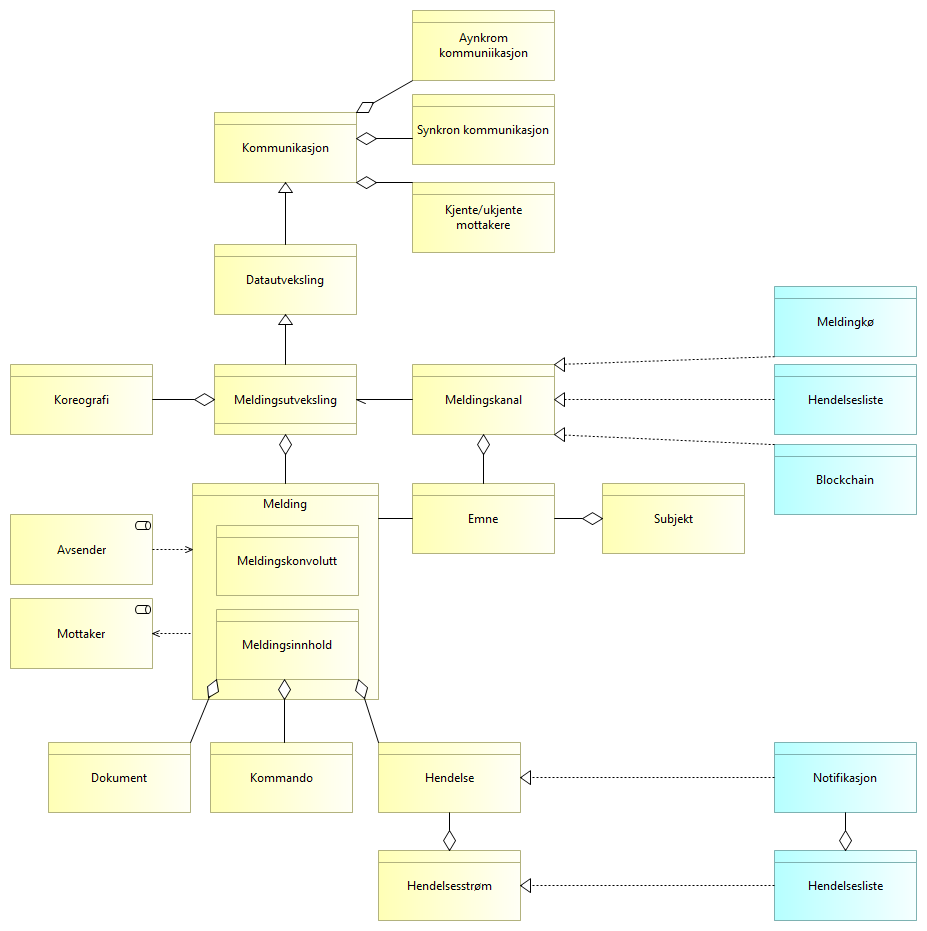 Aynkrom
kommuniikasjon
Synkron kommunikasjon
Kommunikasjon
Kjente/ukjente
mottakere
Datautveksling
Meldingkø
Koreografi
Meldingsutveksling
Meldingskanal
Hendelsesliste
Blockchain
Melding
Emne
Subjekt
Avsender
Meldingskonvolutt
Mottaker
Meldingsinnhold
Dokument
Kommando
Hendelse
Notifikasjon
Hendelsesstrøm
Hendelsesliste